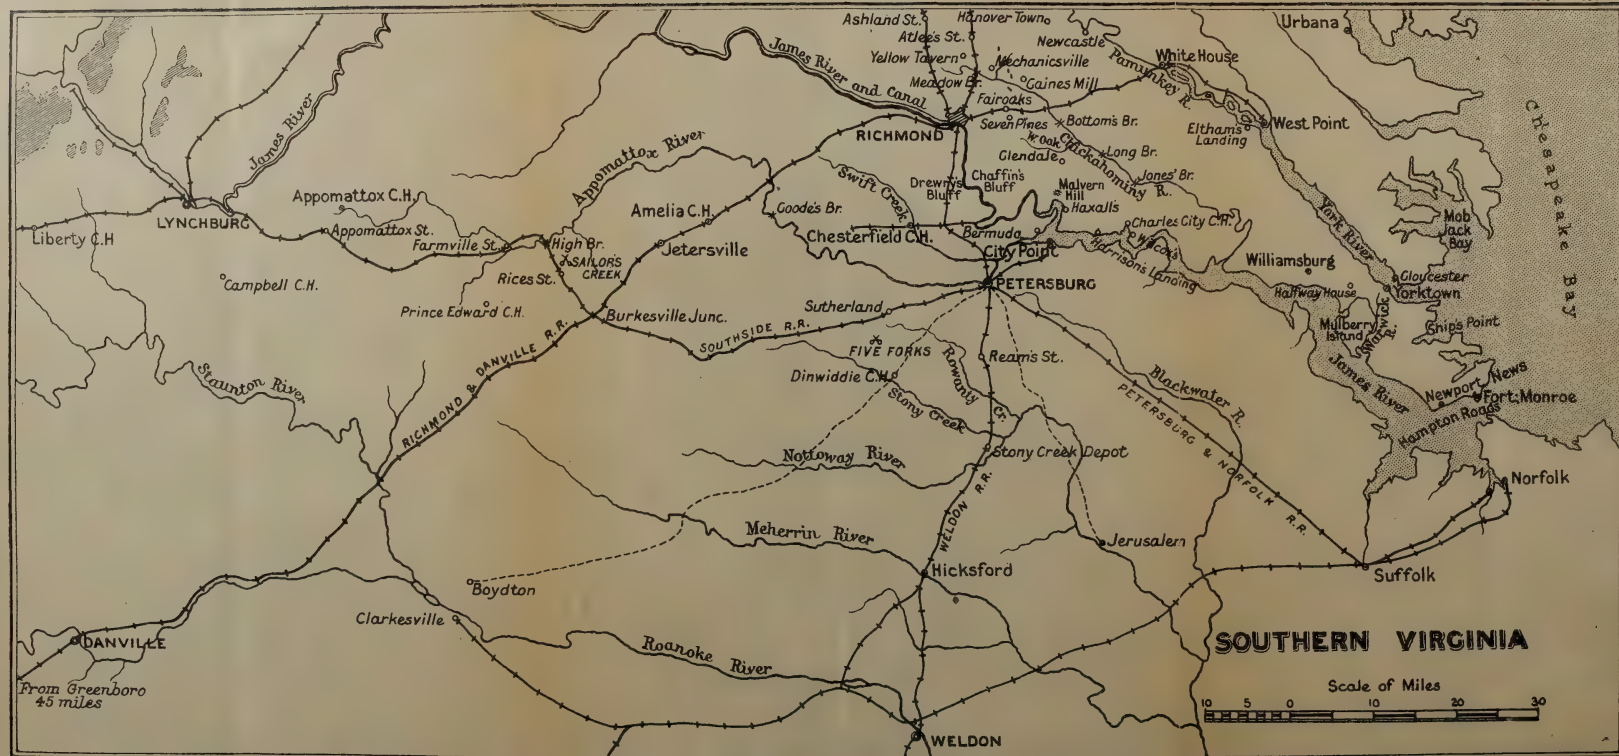 Ashland St.
Hanover Town
Urbana
Atlee's St.
Newcastle
Yellow Tavern
Mechanicsville
White House
James River and Canal
Meadow Br.
Gaines Mill
Pamunkey R.
Fairoaks
RICHMOND
Seven Pines
Bottom's Br.
Eltham's
Landing
West Point
Chesapeake Bay
W. Oak
Glendale
Long Br.
Chickahominy R.
James River
Appomattox River
Swift Creek
Drewry's
Bluff
Chaffin's
Bluff
Jones' Br.
Malvern
Hill
Haxall's
Appomattox C.H.
LYNCHBURG
Amelia C.H.
Goode's Br.
Charles City C.H.
York River
Mob
Jack
Bay
Liberty C.H
Appomattox St.
Farmville St.
High Br.
Jetersville
Chesterfield C.H.
Bermuda
City Point
Wilcox's
Harrison's Landing
Williamsburg
SAILOR'S
CREEK
Rices St.
Campbell C.H.
PETERSBURG
Halfway House
Gloucester
Yorktown
Prince Edward C.H.
Burkesville Junc.
Sutherland
Mulberry
Island
Warwick
R.
Ship's Point
SOUTHSIDE R.R.
FIVE FORKS
Ream's St.
Staunton River
RICHMOND & DANVILLE R.R.
Dinwiddie C.H.
Rowanty Cr.
Blackwater R.
James River
Newport News
Fort Monroe
Stony Creek
PETERSBURG & NORFOLK R.R.
Hampton Roads
Nottoway River
Stony Creek Depot
Norfolk
WELDON R.R.
Meherrin River
Jerusalem
Hicksford
Suffolk
Boydton
Clarkesville
DANVILLE
Roanoke River
From Greenboro
45 miles
WELDON
SOUTHERN VIRGINIA
Scale of Miles
10 5 0 10 20 30